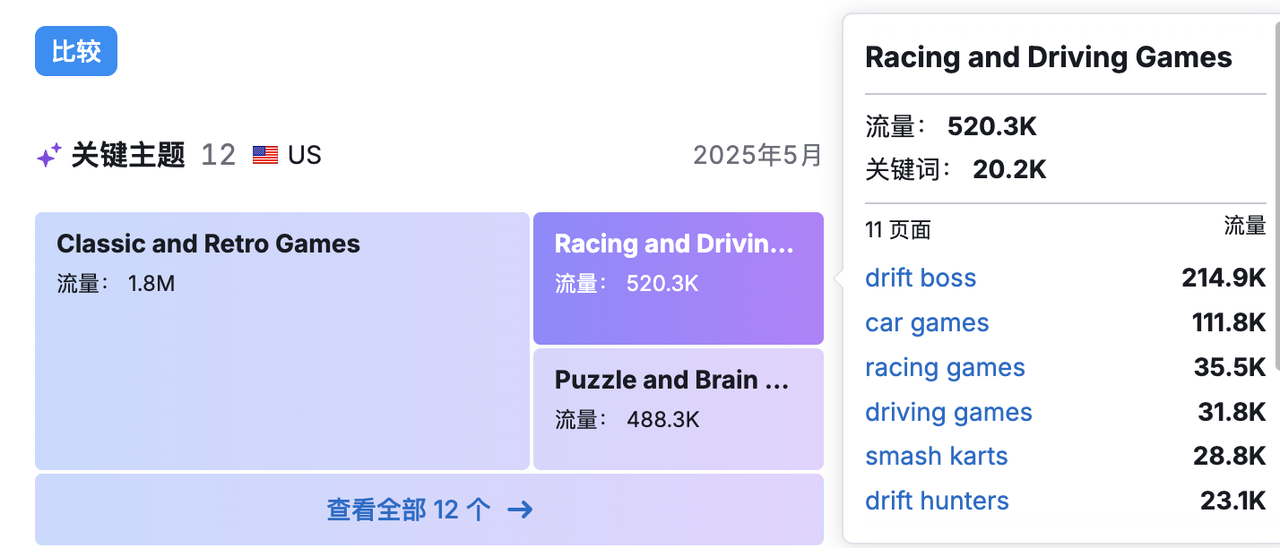 比较
关键主题 12 US 2025年5月
Classic and Retro Games
流量： 1.8M
Racing and Drivin...
流量： 520.3K
Puzzle and Brain ...
流量： 488.3K
查看全部 12 个 →
Racing and Driving Games
流量： 520.3K
关键词： 20.2K
11 页面 流量
drift boss 214.9K
car games 111.8K
racing games 35.5K
driving games 31.8K
smash karts 28.8K
drift hunters 23.1K